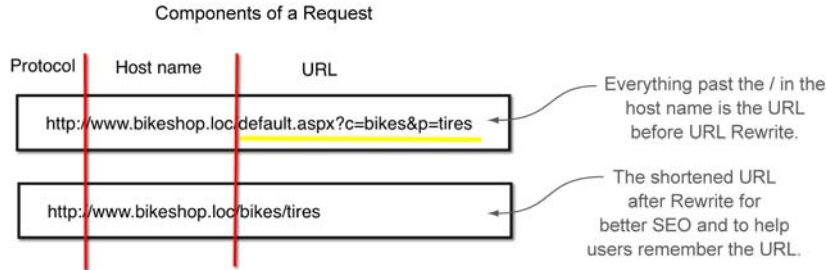 Components of a Request
Protocol Host name URL
http://www.bikeshop.loc/default.aspx?c=bikes&p=tires
Everything past the / in the
host name is the URL
before URL Rewrite.
http://www.bikeshop.loc/bikes/tires
The shortened URL
after Rewrite for
better SEO and to help
users remember the URL.